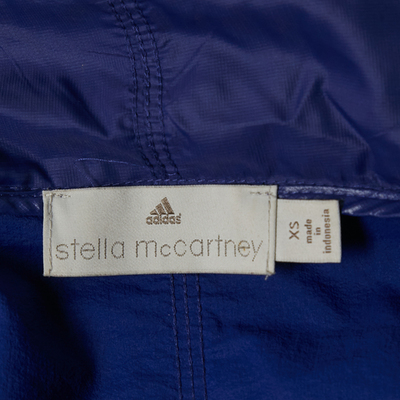 adidas
stella mccartney
XS
made
in
indonesia